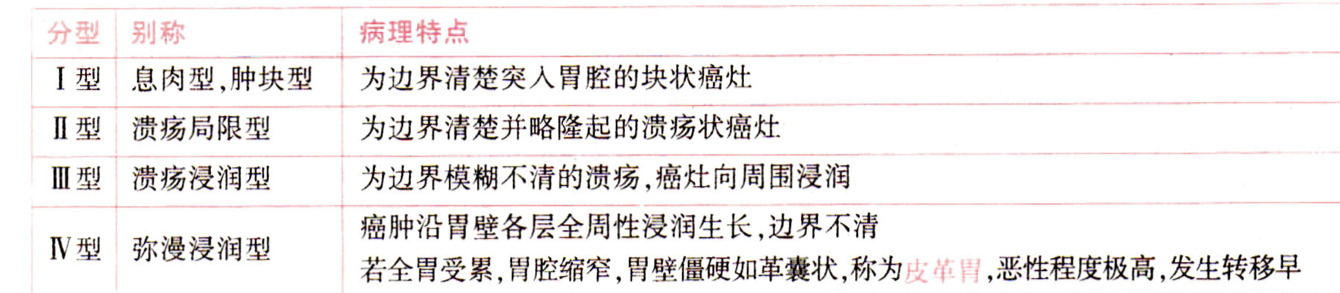 分型 别称 病理特点
Ⅰ型 息肉型,肿块型 为边界清楚突入胃腔的块状癌灶
Ⅱ型 溃疡局限型 为边界清楚并略隆起的溃疡状癌灶
Ⅲ型 溃疡浸润型 为边界模糊不清的溃疡,癌灶向周围浸润
Ⅳ型 弥漫浸润型 癌肿沿胃壁各层全周性浸润生长,边界不清
若全胃受累,胃腔缩窄,胃壁僵硬如革囊状,称为皮革胃,恶性程度极高,发生转移早